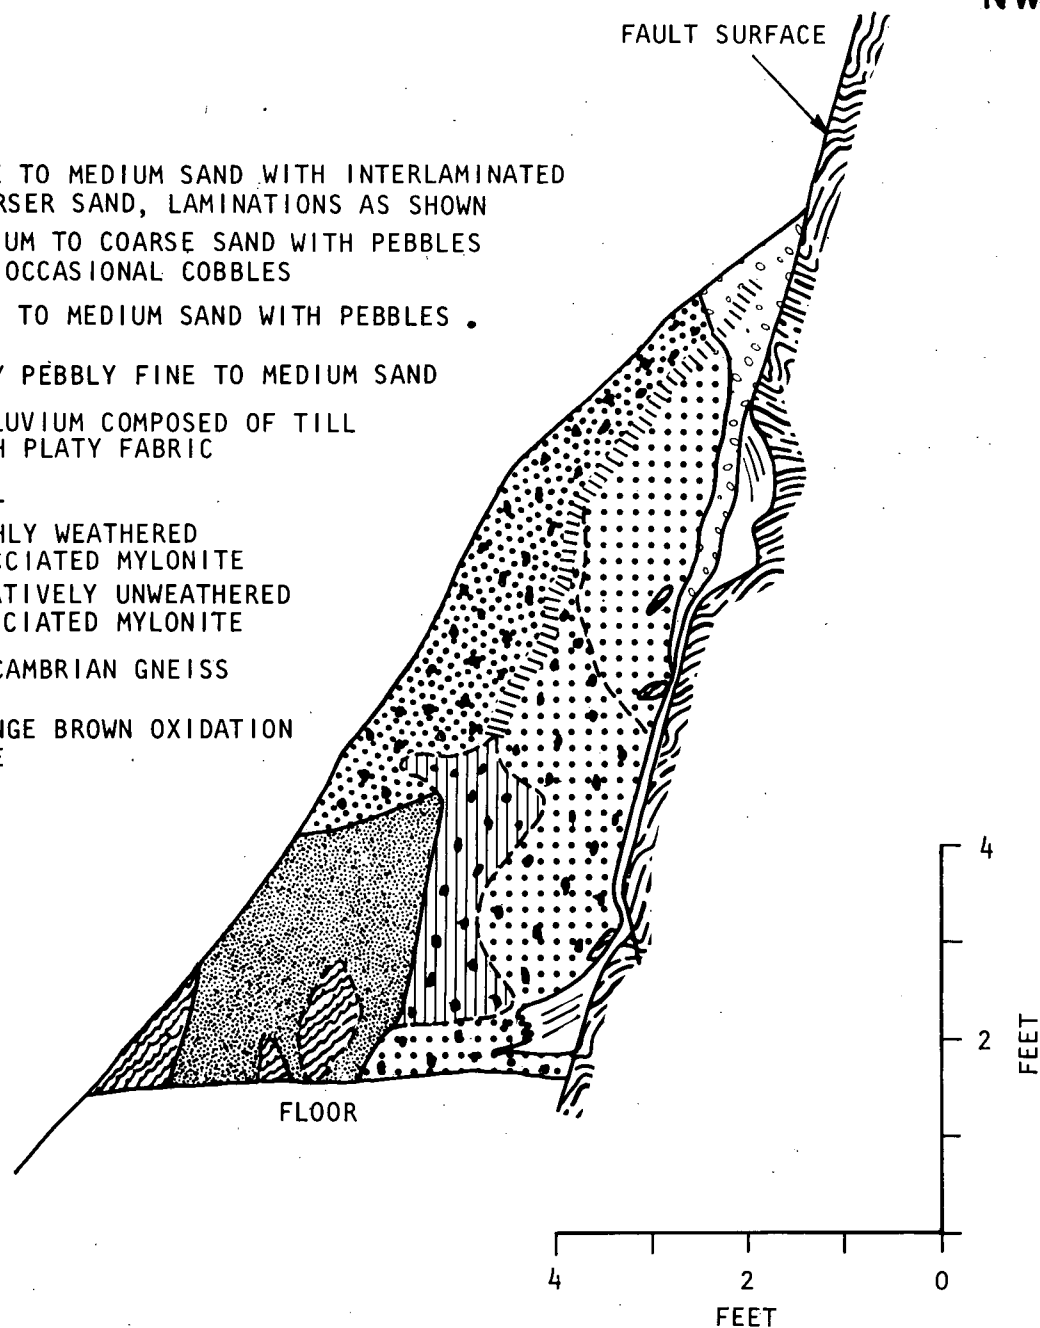 NW
FAULT SURFACE
TO MEDIUM SAND WITH INTERLAMINATED
RSER SAND, LAMINATIONS AS SHOWN
UM TO COARSE SAND WITH PEBBLES
OCCASIONAL COBBLES
TO MEDIUM SAND WITH PEBBLES .
PEBBLY FINE TO MEDIUM SAND
LUVIUM COMPOSED OF TILL
H PLATY FABRIC
HLY WEATHERED
CCIATED MYLONITE
ATIVELY UNWEATHERED
CCIATED MYLONITE
CAMBRIAN GNEISS
NGE BROWN OXIDATION
E
4
2
FEET
FLOOR
4 2 0
FEET